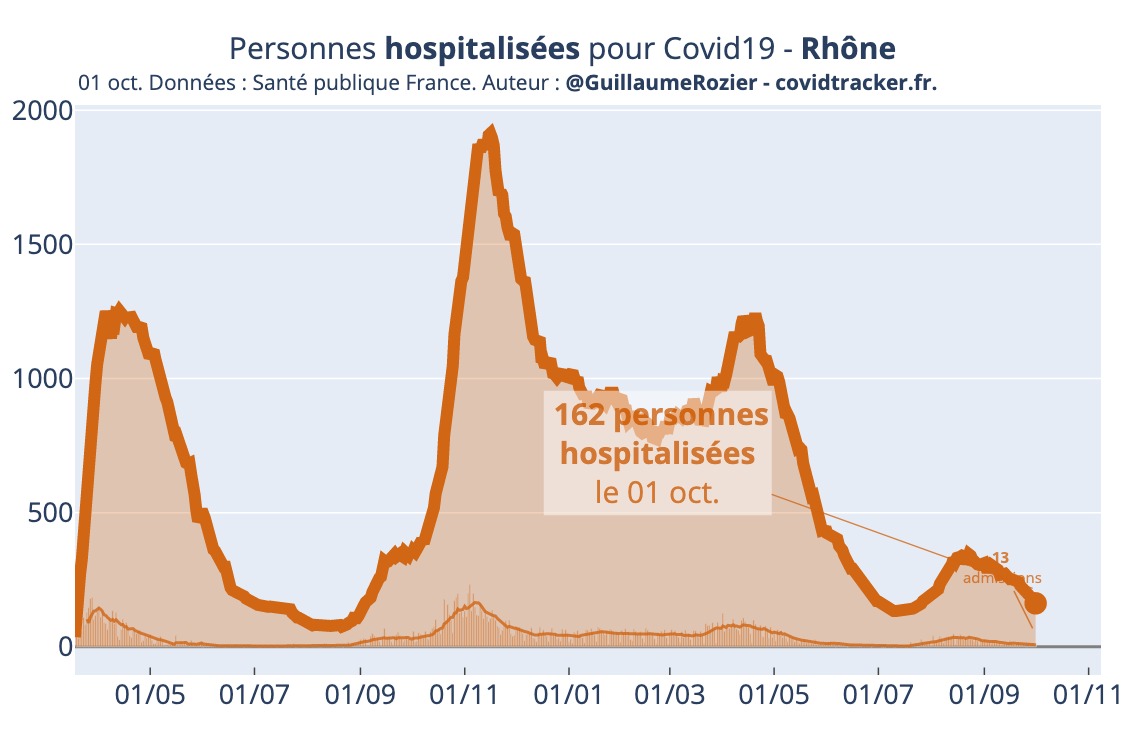 Personnes hospitalisées pour Covid19 - Rhône
01 oct. Données : Santé publique France. Auteur : @GuillaumeRozier - covidtracker.fr.
2000
1500
1000
500
0
162 personnes
hospitalisées
le 01 oct.
13
admissions
01/05 01/07 01/09 01/11 01/01 01/03 01/05 01/07 01/09 01/11